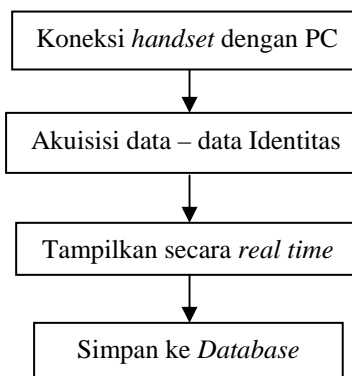 Koneksi handset dengan PC
Akuisisi data – data Identitas
Tampilkan secara real time
Simpan ke Database